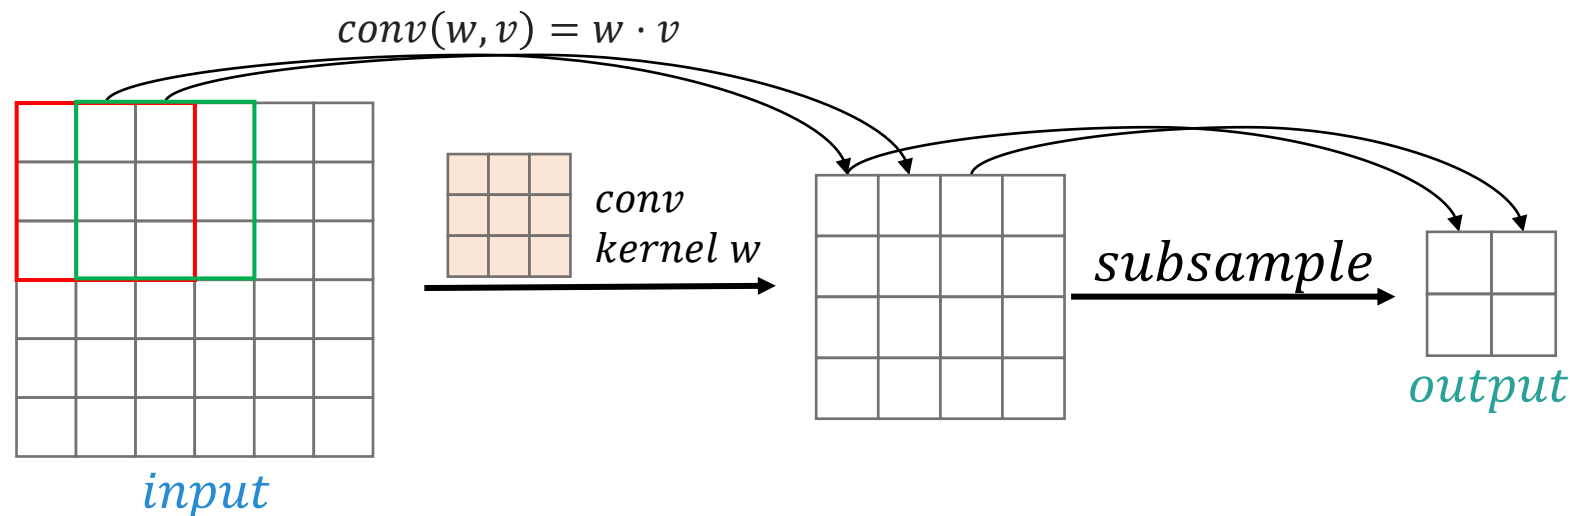 conv(w, v) = w · v
conv
kernel w
subsample
output
input